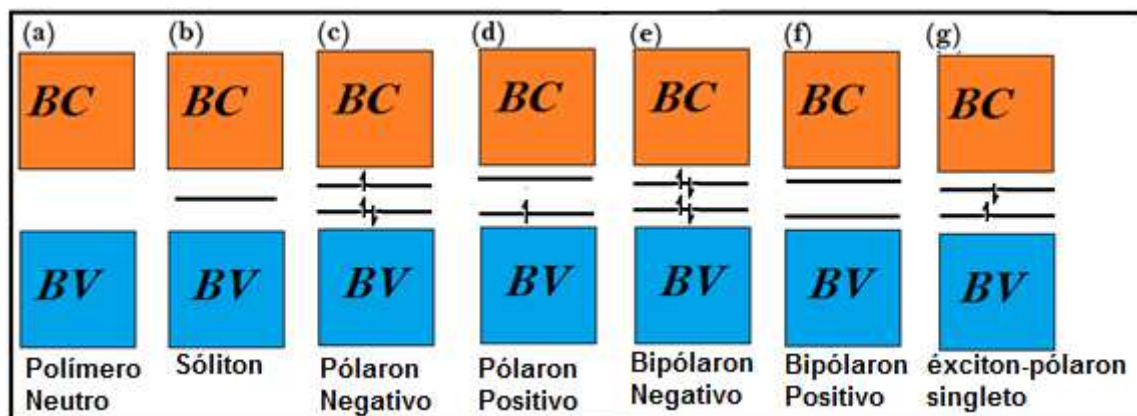 (a) (b) (c) (d) (e) (f) (g)
BC BC BC BC BC BC BC
BV BV BV BV BV BV BV
Polímero
Neutro
Sóliton
Pólaron
Negativo
Pólaron
Positivo
Bipólaron
Negativo
Bipólaron
Positivo
éxciton-pólaron
singleto